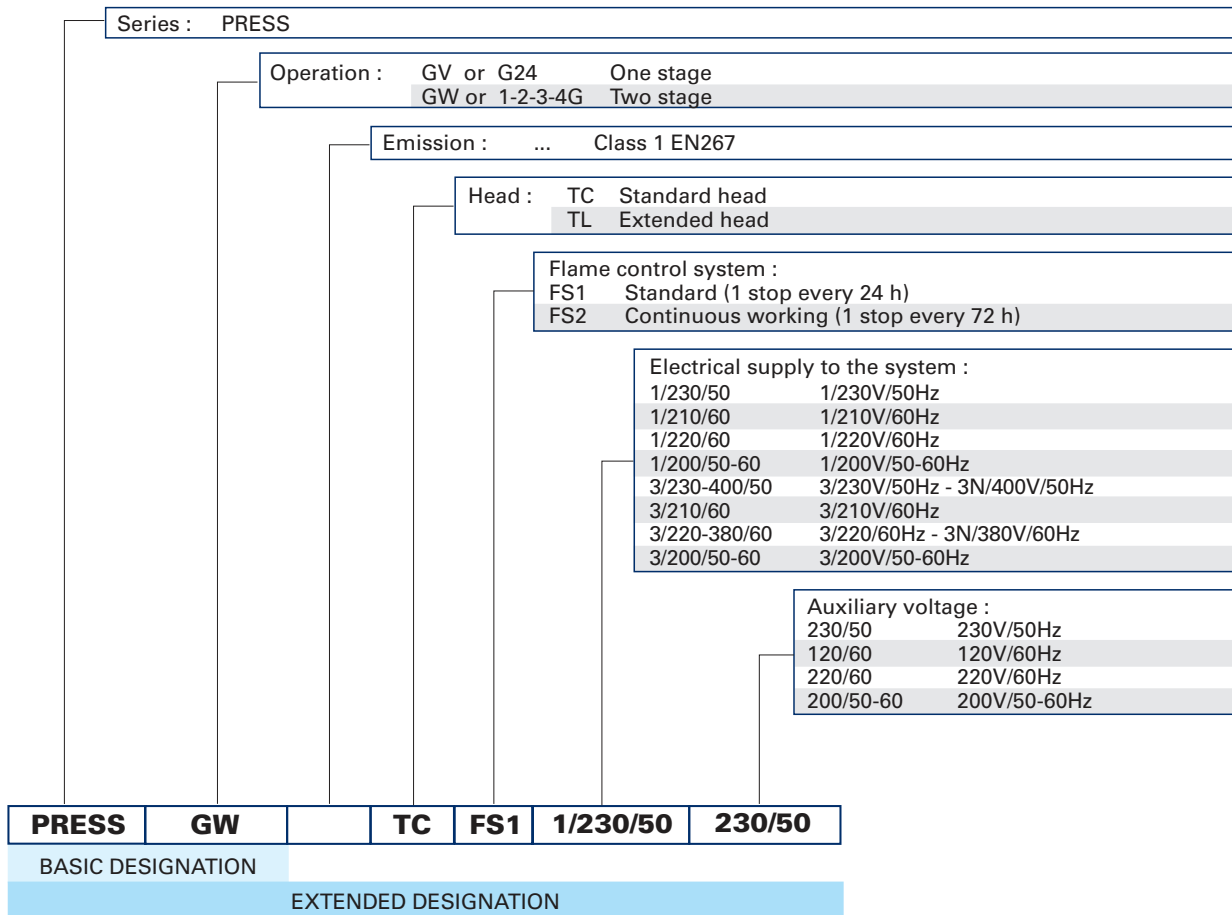 Series : PRESS
Operation : GV or G24 One stage
GW or 1-2-3-4G Two stage
Emission : ... Class 1 EN267
Head : TC Standard head
TL Extended head
Flame control system :
FS1 Standard (1 stop every 24 h)
FS2 Continuous working (1 stop every 72 h)
Electrical supply to the system :
1/230/50 1/230V/50Hz
1/210/60 1/210V/60Hz
1/220/60 1/220V/60Hz
1/200/50-60 1/200V/50-60Hz
3/230-400/50 3/230V/50Hz - 3N/400V/50Hz
3/210/60 3/210V/60Hz
3/220-380/60 3/220/60Hz - 3N/380V/60Hz
3/200/50-60 3/200V/50-60Hz
Auxiliary voltage :
230/50 230V/50Hz
120/60 120V/60Hz
220/60 220V/60Hz
200/50-60 200V/50-60Hz
PRESS GW TC FS1 1/230/50 230/50
BASIC DESIGNATION
EXTENDED DESIGNATION